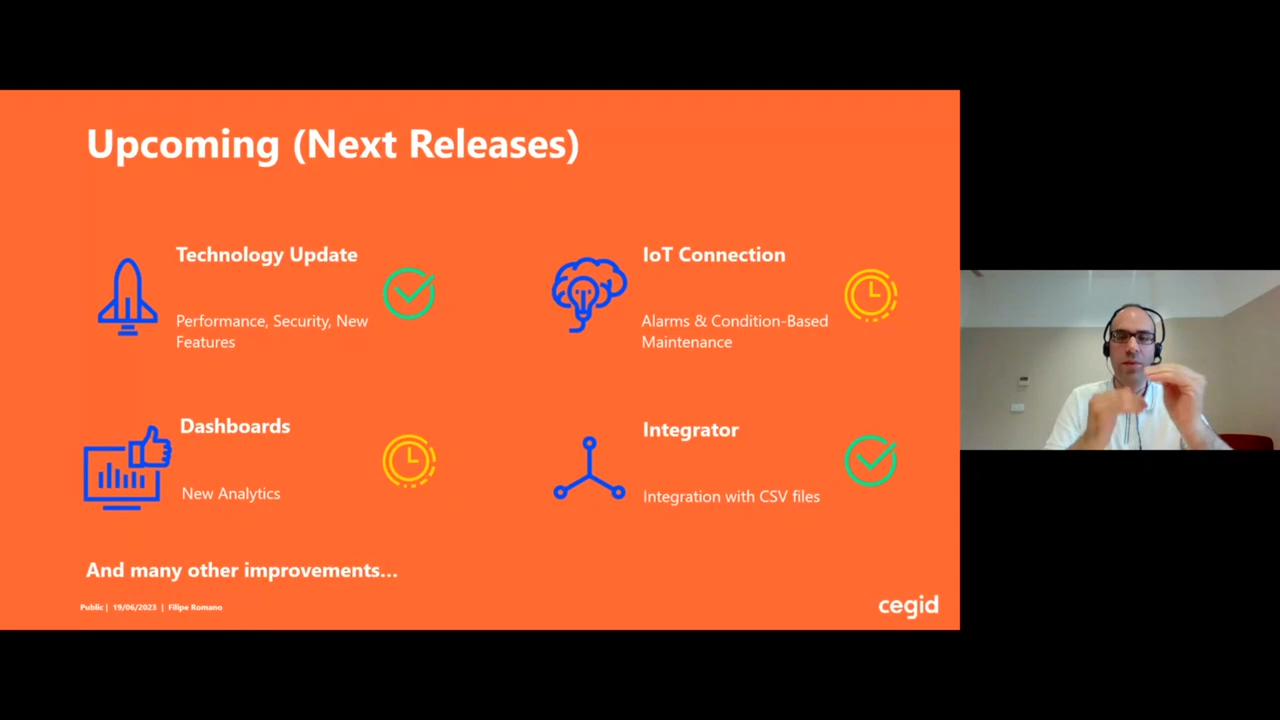 Upcoming (Next Releases)
Technology Update
Performance, Security, New
Features
IoT Connection
Alarms & Condition-Based
Maintenance
Dashboards
New Analytics
Integrator
Integration with CSV files
And many other improvements...
Public | 19/06/2023 | Filipe Romano
cegid